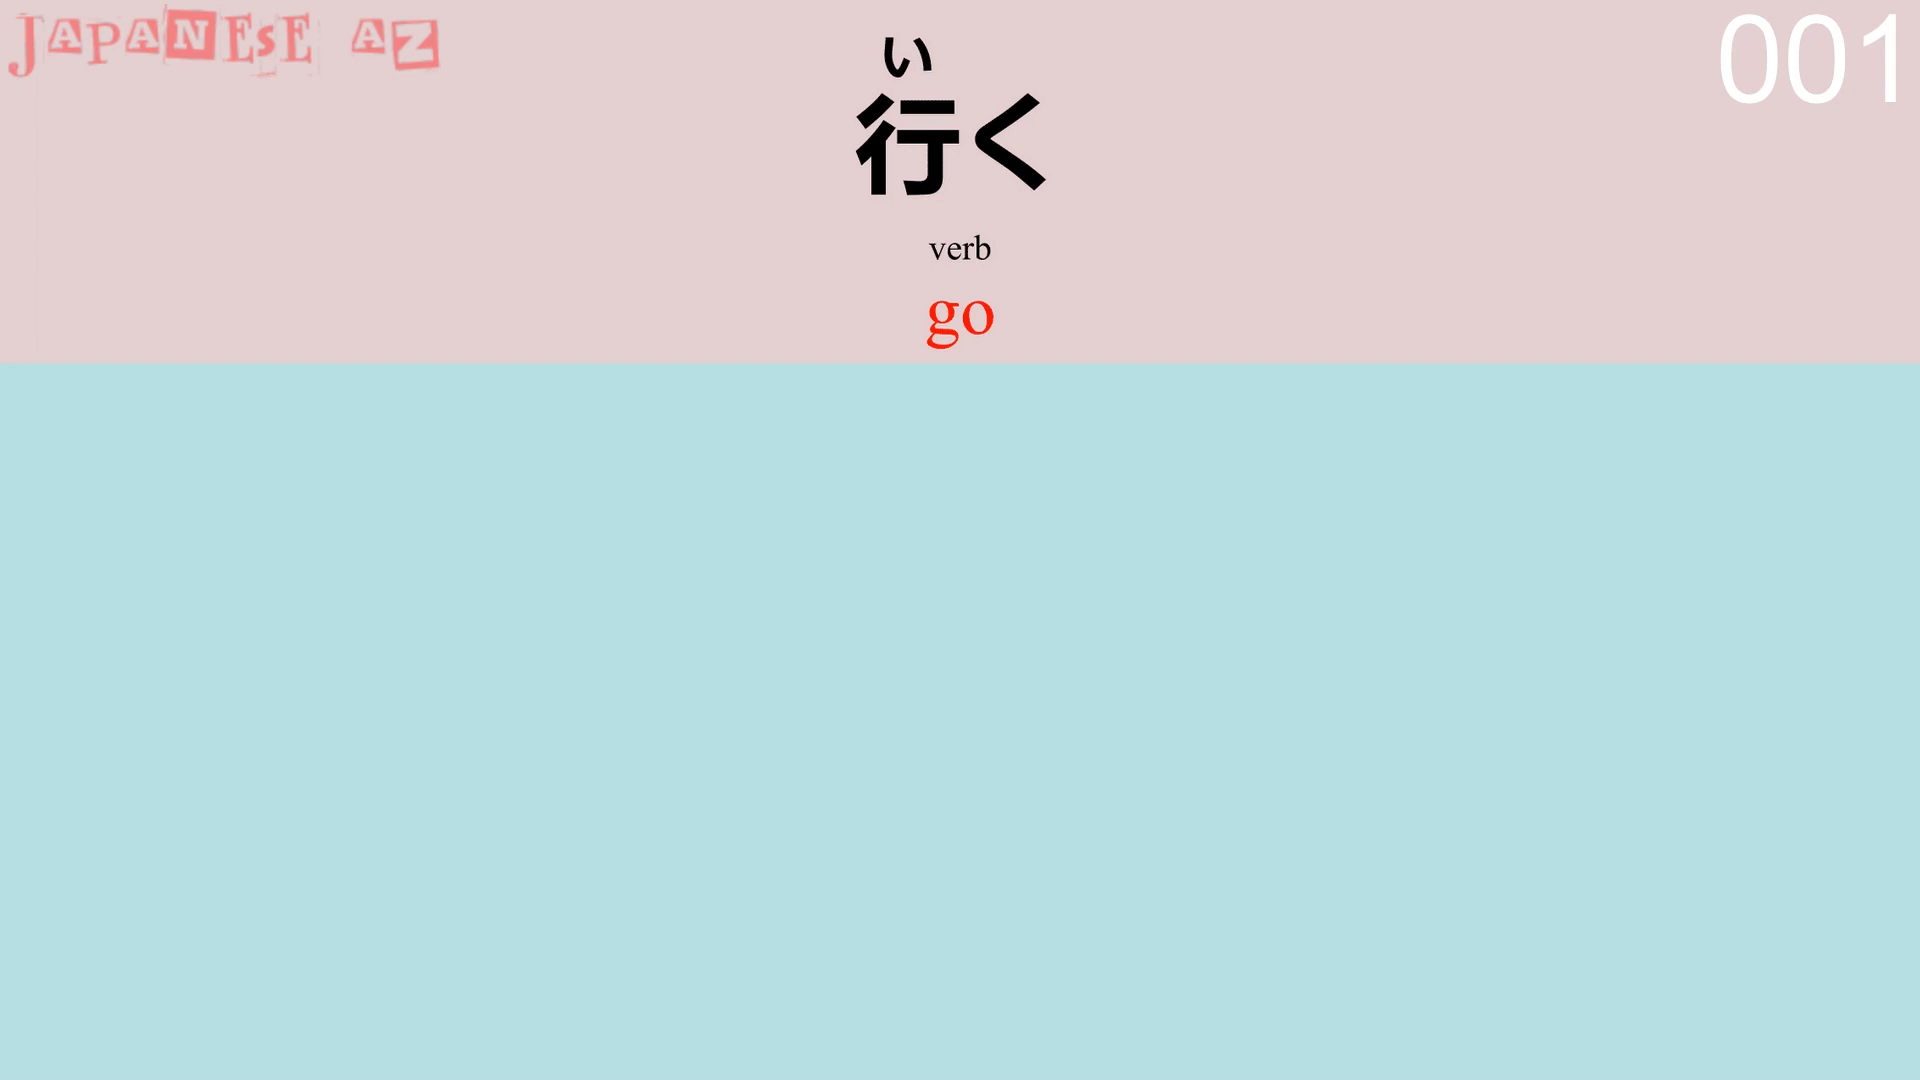 JAPANESE AZ
001
い
行く
verb
go